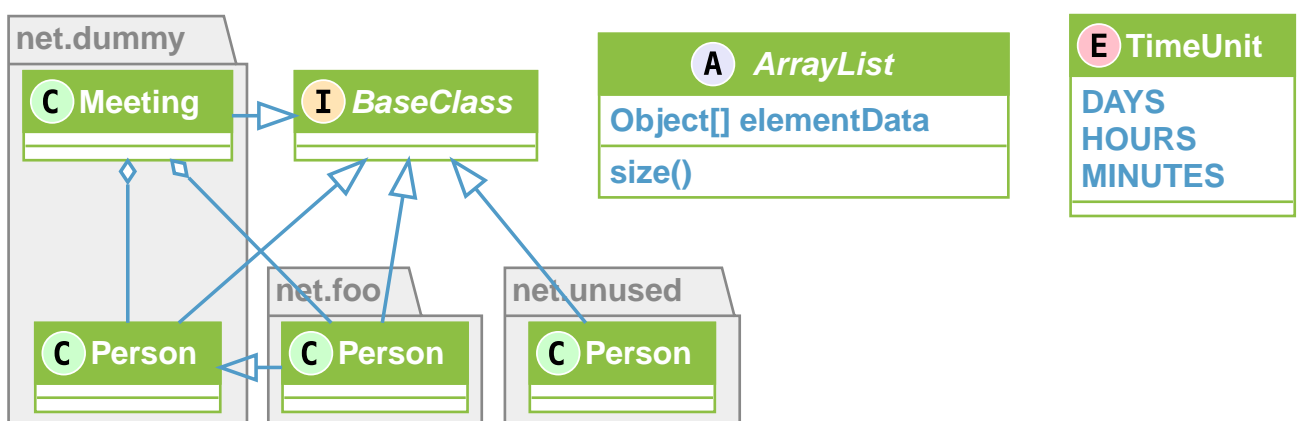 net.dummy
C Meeting
I BaseClass
A ArrayList
Object[] elementData
size()
E TimeUnit
DAYS
HOURS
MINUTES
net.foo
net.unused
C Person
C Person
C Person